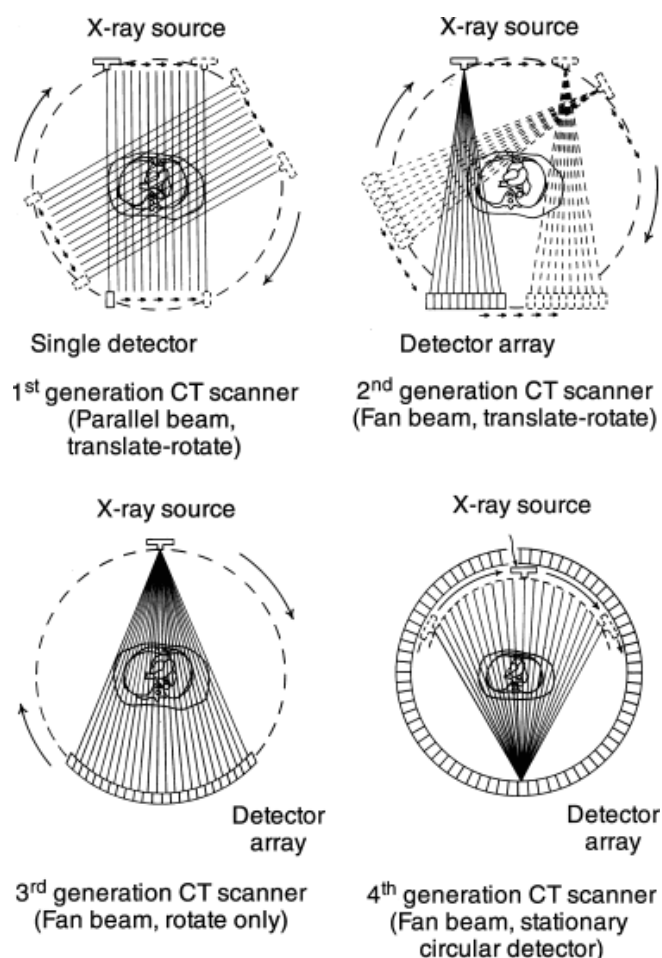 X-ray source
Single detector
1st generation CT scanner
(Parallel beam,
translate-rotate)
X-ray source
Detector array
2nd generation CT scanner
(Fan beam, translate-rotate)
X-ray source
Detector
array
3rd generation CT scanner
(Fan beam, rotate only)
X-ray source
Detector
array
4th generation CT scanner
(Fan beam, stationary
circular detector)